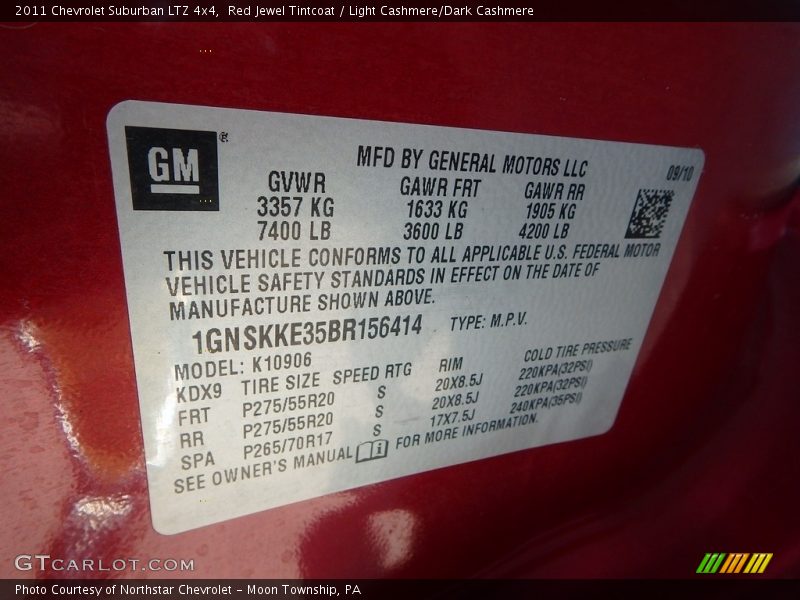 2011 Chevrolet Suburban LTZ 4x4, Red Jewel Tintcoat / Light Cashmere/Dark Cashmere
GM®
MFD BY GENERAL MOTORS LLC 09/10
GVWR GAWR FRT GAWR RR
3357 KG 1633 KG 1905 KG
7400 LB 3600 LB 4200 LB
THIS VEHICLE CONFORMS TO ALL APPLICABLE U.S. FEDERAL MOTOR
VEHICLE SAFETY STANDARDS IN EFFECT ON THE DATE OF
MANUFACTURE SHOWN ABOVE.
1GNSKKE35BR156414 TYPE: M.P.V.
MODEL: K10906
KDX9 TIRE SIZE SPEED RTG RIM COLD TIRE PRESSURE
FRT P275/55R20 S 20X8.5J 220KPA(32PSI)
RR P275/55R20 S 20X8.5J 220KPA(32PSI)
SPA P265/70R17 S 17X7.5J 240KPA(35PSI)
SEE OWNER'S MANUAL FOR MORE INFORMATION.
GTCARLOT.COM
Photo Courtesy of Northstar Chevrolet - Moon Township, PA